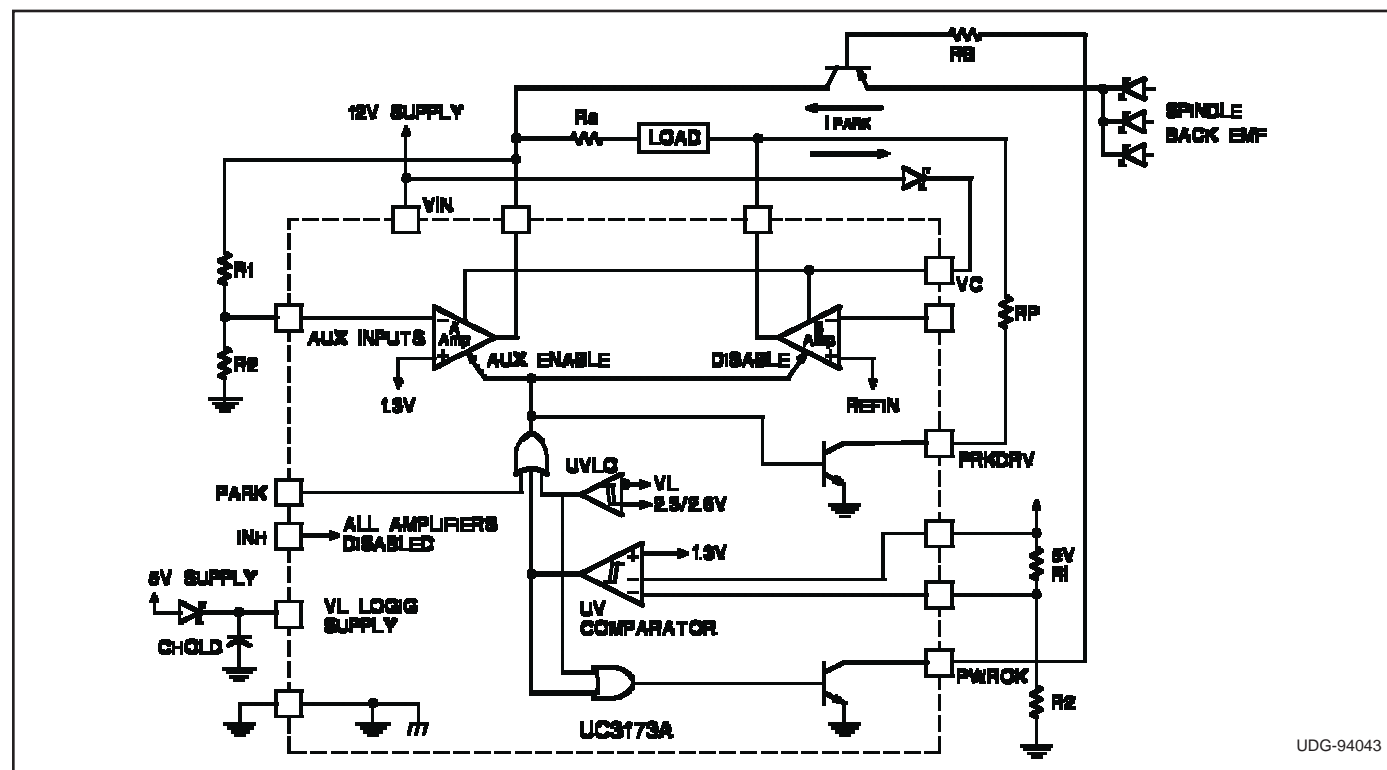 RB
12V SUPPLY
Rs
LOAD
I PARK
SPINDLE
BACK EMF
VIN
R1
VC
RP
AUX INPUTS
A
Amp
AUX ENABLE
DISABLE
B
Amp
R2
1.3V
REFIN
UVLO
PRKDRV
PARK
VL
2.5/2.6V
INH
ALL AMPLIFIERS
DISABLED
1.3V
5V
R1
5V SUPPLY
VL LOGIC
SUPPLY
CHOLD
UV
COMPARATOR
PWROK
R2
UC3173A
UDG-94043